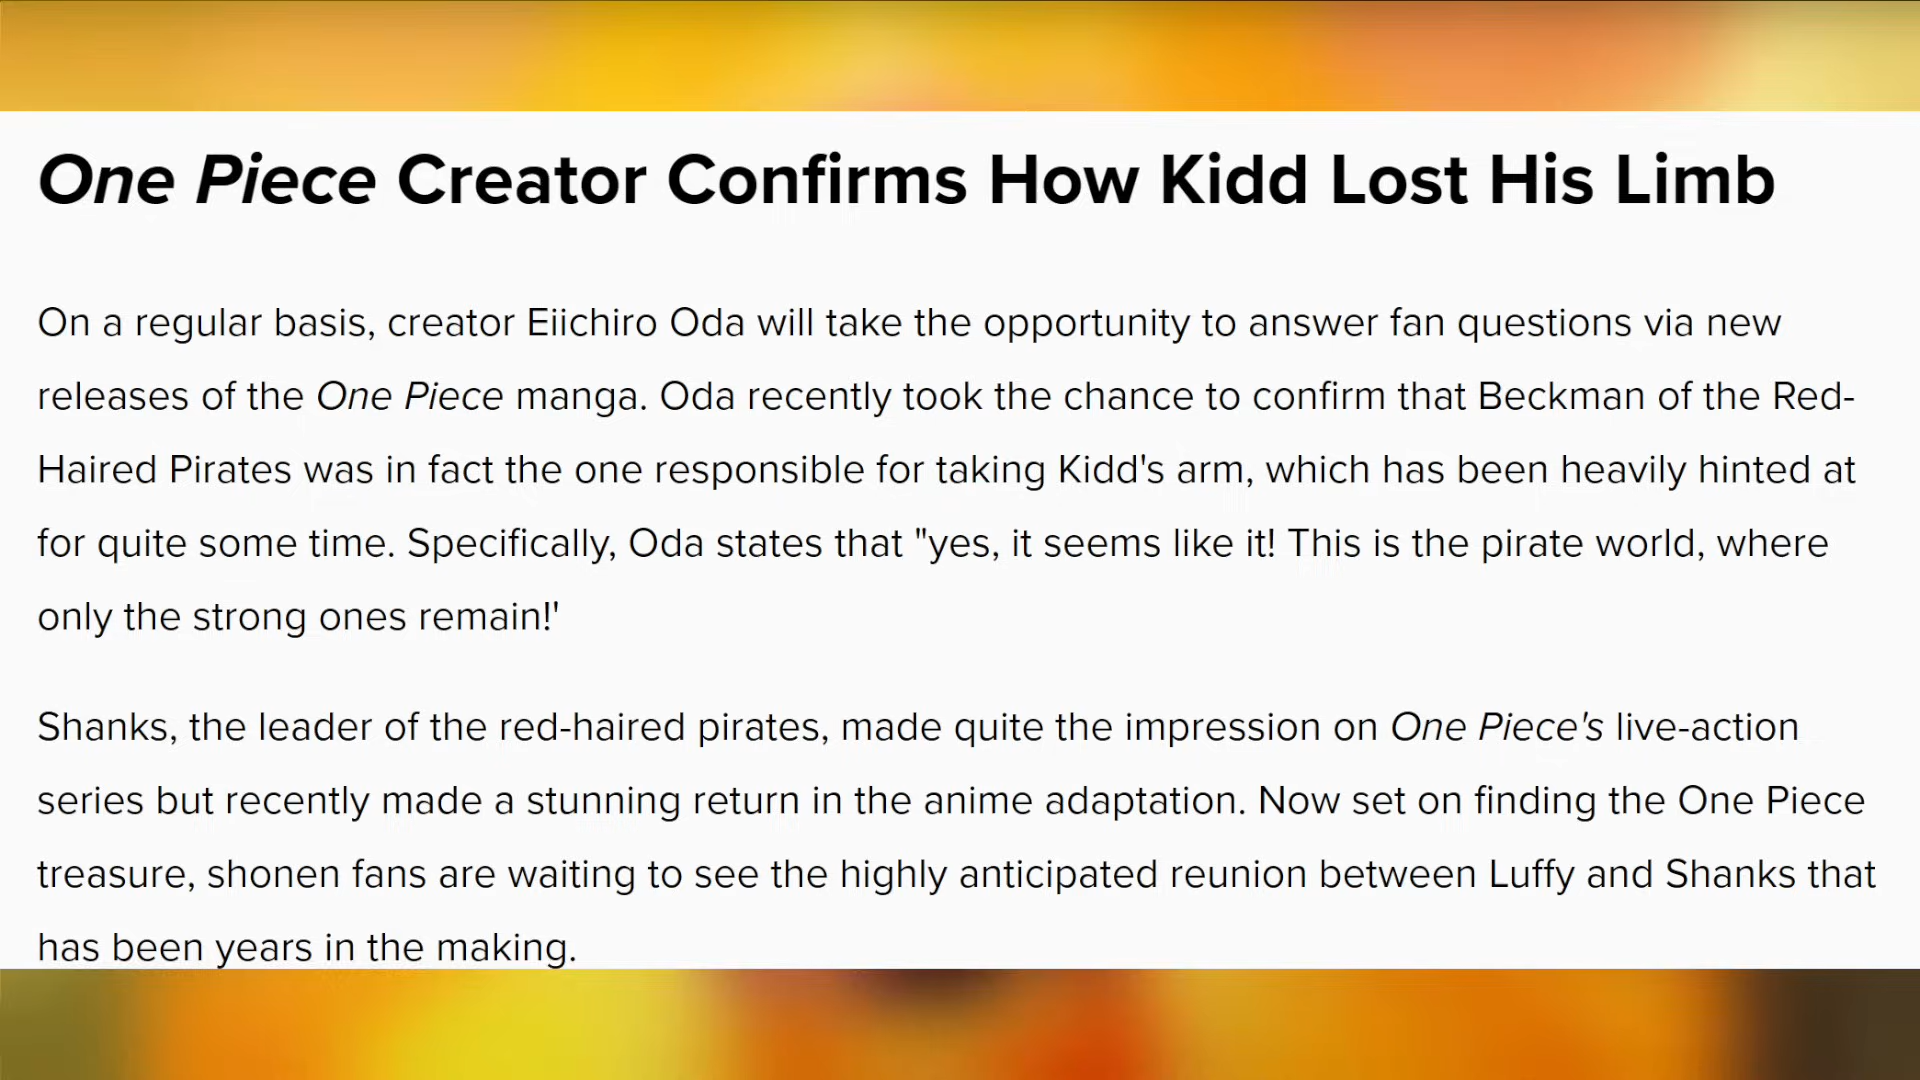 One Piece Creator Confirms How Kidd Lost His Limb
On a regular basis, creator Eiichiro Oda will take the opportunity to answer fan questions via new
releases of the One Piece manga. Oda recently took the chance to confirm that Beckman of the Red-
Haired Pirates was in fact the one responsible for taking Kidd's arm, which has been heavily hinted at
for quite some time. Specifically, Oda states that "yes, it seems like it! This is the pirate world, where
only the strong ones remain!'
Shanks, the leader of the red-haired pirates, made quite the impression on One Piece's live-action
series but recently made a stunning return in the anime adaptation. Now set on finding the One Piece
treasure, shonen fans are waiting to see the highly anticipated reunion between Luffy and Shanks that
has been years in the making.